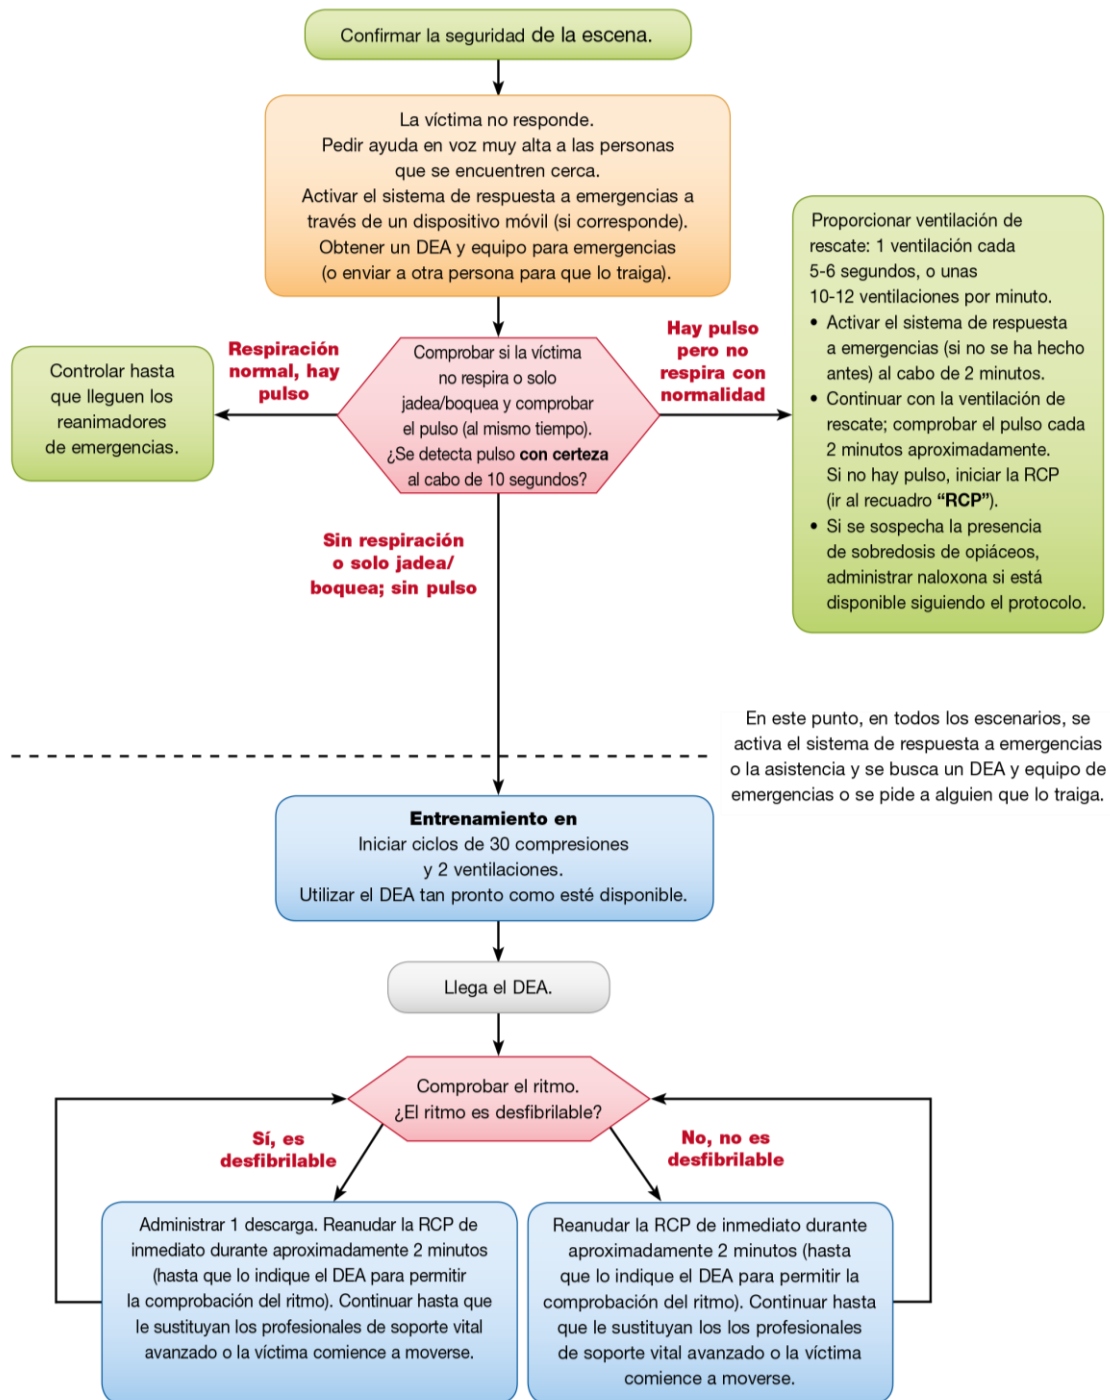 Confirmar la seguridad de la escena.
La víctima no responde.
Pedir ayuda en voz muy alta a las personas
que se encuentren cerca.
Activar el sistema de respuesta a emergencias a
través de un dispositivo móvil (si corresponde).
Obtener un DEA y equipo para emergencias
(o enviar a otra persona para que lo traiga).
Respiración
normal, hay
pulso
Controlar hasta
que lleguen los
reanimadores
de emergencias.
Comprobar si la víctima
no respira o solo
jadea/boquea y comprobar
el pulso (al mismo tiempo).
¿Se detecta pulso con certeza
al cabo de 10 segundos?
Hay pulso
pero no
respira con
normalidad
Proporcionar ventilación de
rescate: 1 ventilación cada
5-6 segundos, o unas
10-12 ventilaciones por minuto.
• Activar el sistema de respuesta
a emergencias (si no se ha hecho
antes) al cabo de 2 minutos.
• Continuar con la ventilación de
rescate; comprobar el pulso cada
2 minutos aproximadamente.
Si no hay pulso, iniciar la RCP
(ir al recuadro “RCP”).
• Si se sospecha la presencia
de sobredosis de opiáceos,
administrar naloxona si está
disponible siguiendo el protocolo.
Sin respiración
o solo jadea/
boquea; sin pulso
En este punto, en todos los escenarios, se
activa el sistema de respuesta a emergencias
o la asistencia y se busca un DEA y equipo de
emergencias o se pide a alguien que lo traiga.
Entrenamiento en
Iniciar ciclos de 30 compresiones
y 2 ventilaciones.
Utilizar el DEA tan pronto como esté disponible.
Llega el DEA.
Comprobar el ritmo.
¿El ritmo es desfibrilable?
Sí, es
desfibrilable
No, no es
desfibrilable
Administrar 1 descarga. Reanudar la RCP de
inmediato durante aproximadamente 2 minutos
(hasta que lo indique el DEA para permitir
la comprobación del ritmo). Continuar hasta que
le sustituyan los profesionales de soporte vital
avanzado o la víctima comience a moverse.
Reanudar la RCP de inmediato durante
aproximadamente 2 minutos (hasta
que lo indique el DEA para permitir la
comprobación del ritmo). Continuar hasta
que le sustituyan los los profesionales
de soporte vital avanzado o la víctima
comience a moverse.